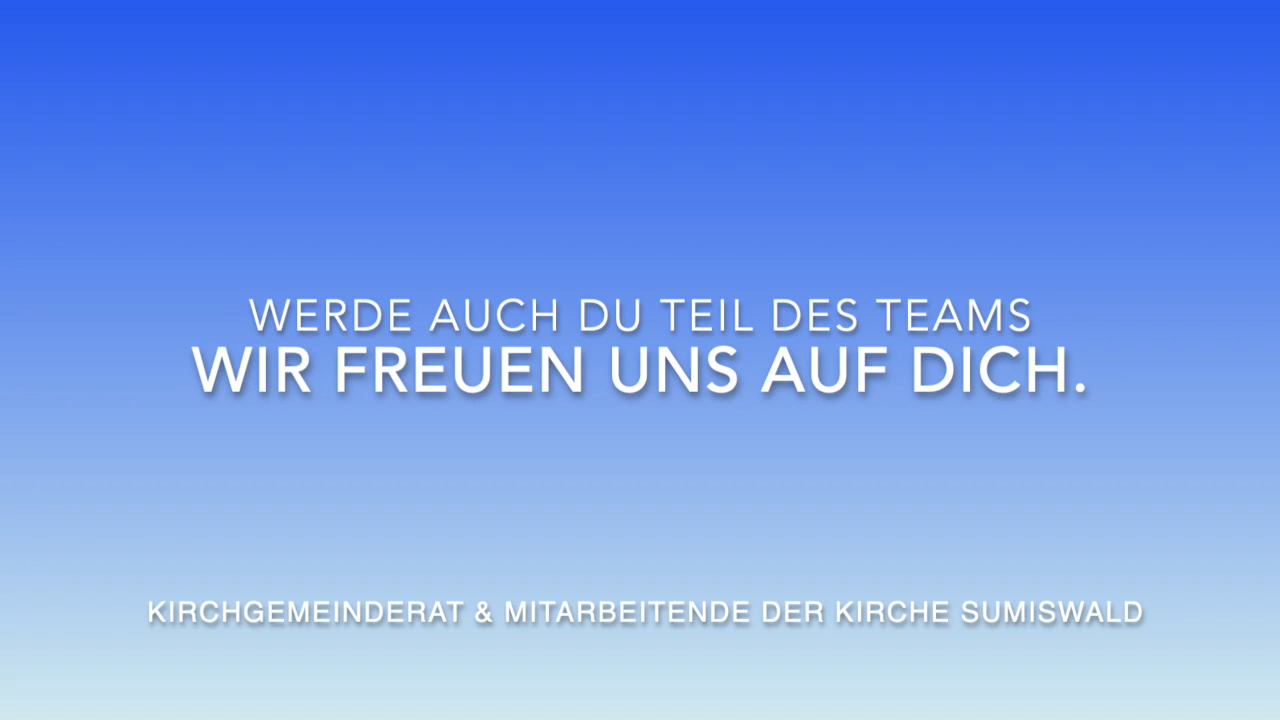 WERDE AUCH DU TEIL DES TEAMS
WIR FREUEN UNS AUF DICH.
KIRCHGEMEINDERAT & MITARBEITENDE DER KIRCHE SUMISWALD